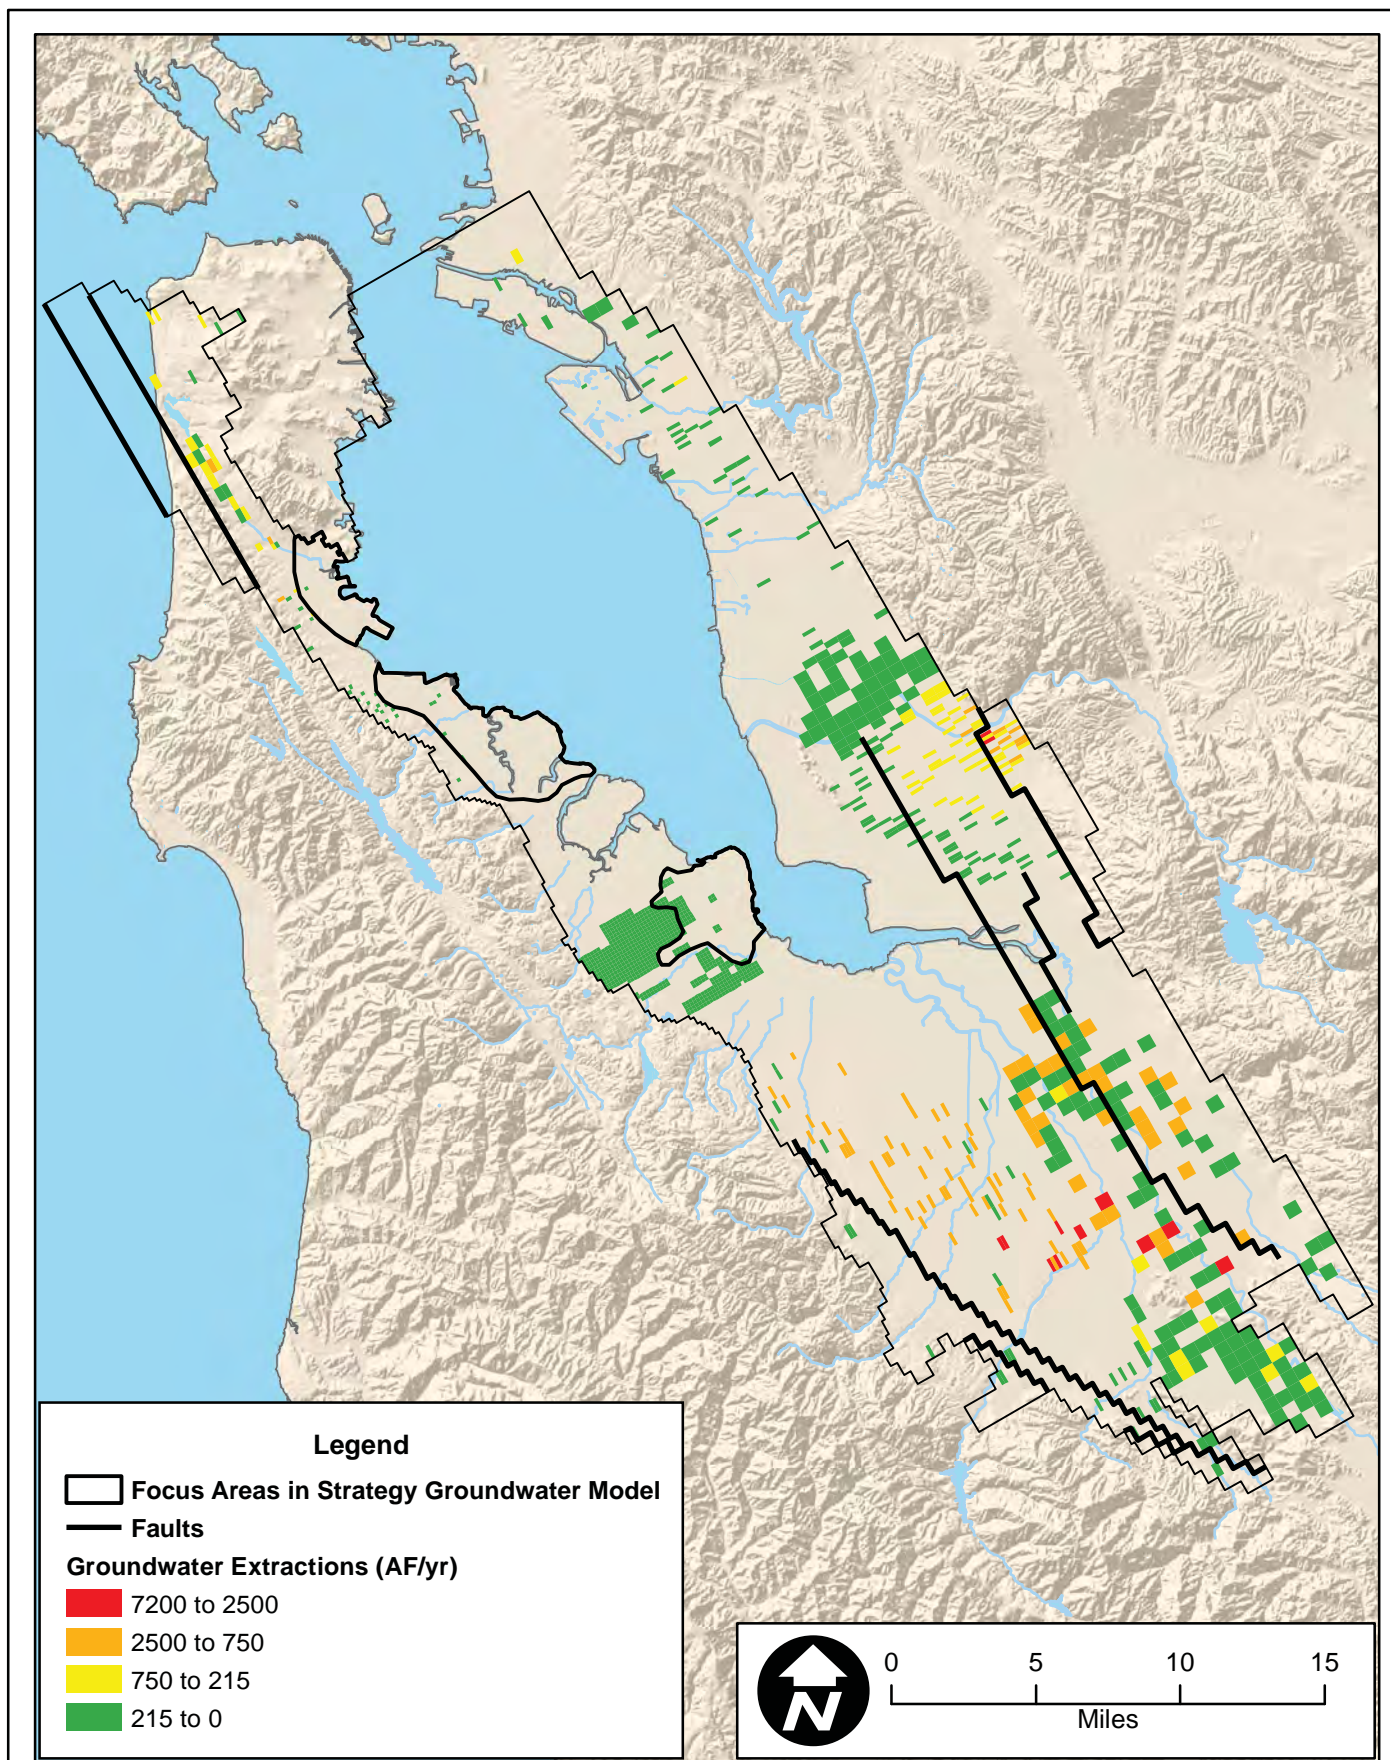 Legend
Focus Areas in Strategy Groundwater Model
Faults
Groundwater Extractions (AF/yr)
7200 to 2500
2500 to 750
750 to 215
215 to 0
N
0 5 10 15
Miles